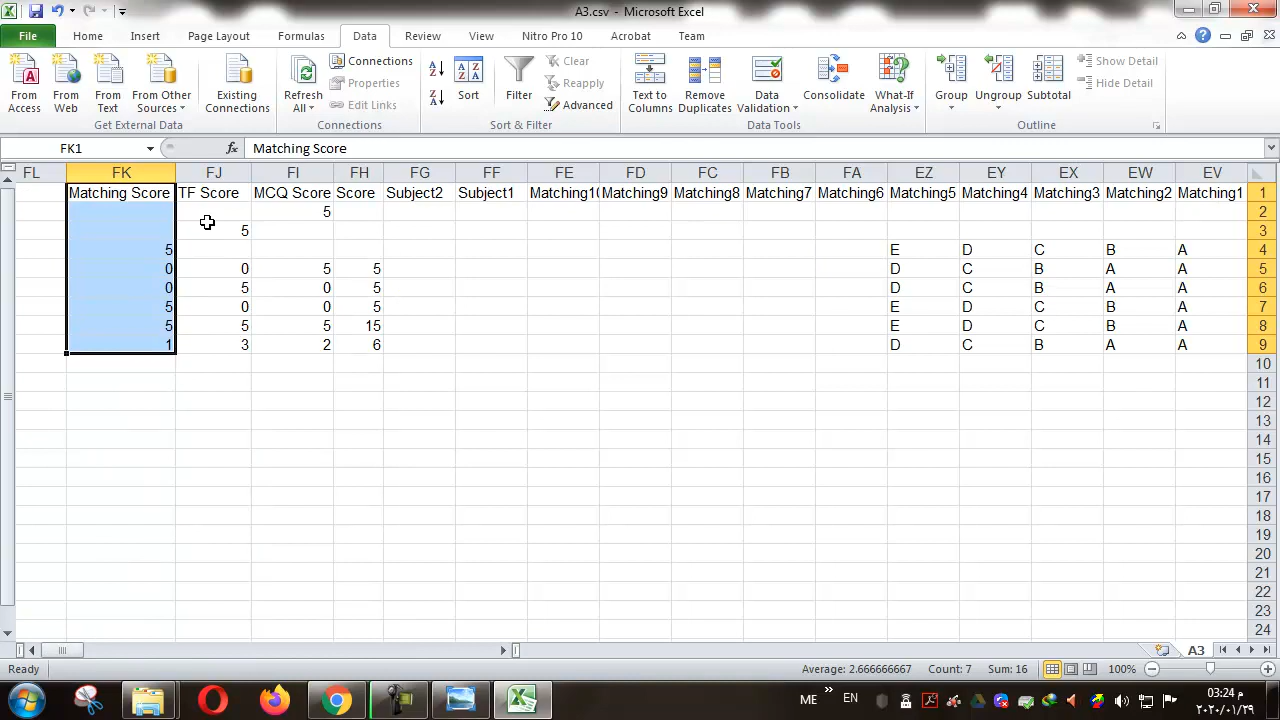 A3.csv - Microsoft Excel
File Home Insert Page Layout Formulas Data Review View Nitro Pro 10 Acrobat Team
From Access
From Web
From Text
From Other Sources
Existing Connections
Get External Data
Refresh All
Connections
Properties
Edit Links
Connections
Sort
Filter
Clear
Reapply
Advanced
Sort & Filter
Text to Columns
Remove Duplicates
Data Validation
Consolidate
What-If Analysis
Data Tools
Group
Ungroup
Subtotal
Show Detail
Hide Detail
Outline
FK1 fx Matching Score
FL FK FJ FI FH FG FF FE FD FC FB FA EZ EY EX EW EV
Matching Score TF Score MCQ Score Score Subject2 Subject1 Matching10 Matching9 Matching8 Matching7 Matching6 Matching5 Matching4 Matching3 Matching2 Matching1 1
5 2
5 3
5 E D C B A 4
0 0 5 5 D C B A A 5
0 5 0 5 D C B A A 6
5 0 0 5 E D C B A 7
5 5 5 15 E D C B A 8
1 3 2 6 D C B A A 9
10
11
12
13
14
15
16
17
18
19
20
21
22
23
24
A3
Ready Average: 2.666666667 Count: 7 Sum: 16 100%
ME EN 03:24 م
٢٠٢٠/٠١/٢٩